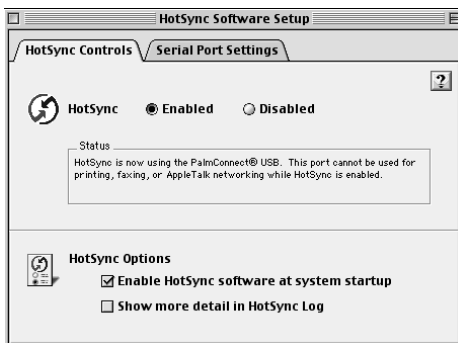 HotSync Software Setup
HotSync Controls
Serial Port Settings
?
HotSync Enabled Disabled
Status
HotSync is now using the PalmConnect® USB. This port cannot be used for
printing, faxing, or AppleTalk networking while HotSync is enabled.
HotSync Options
Enable HotSync software at system startup
Show more detail in HotSync Log